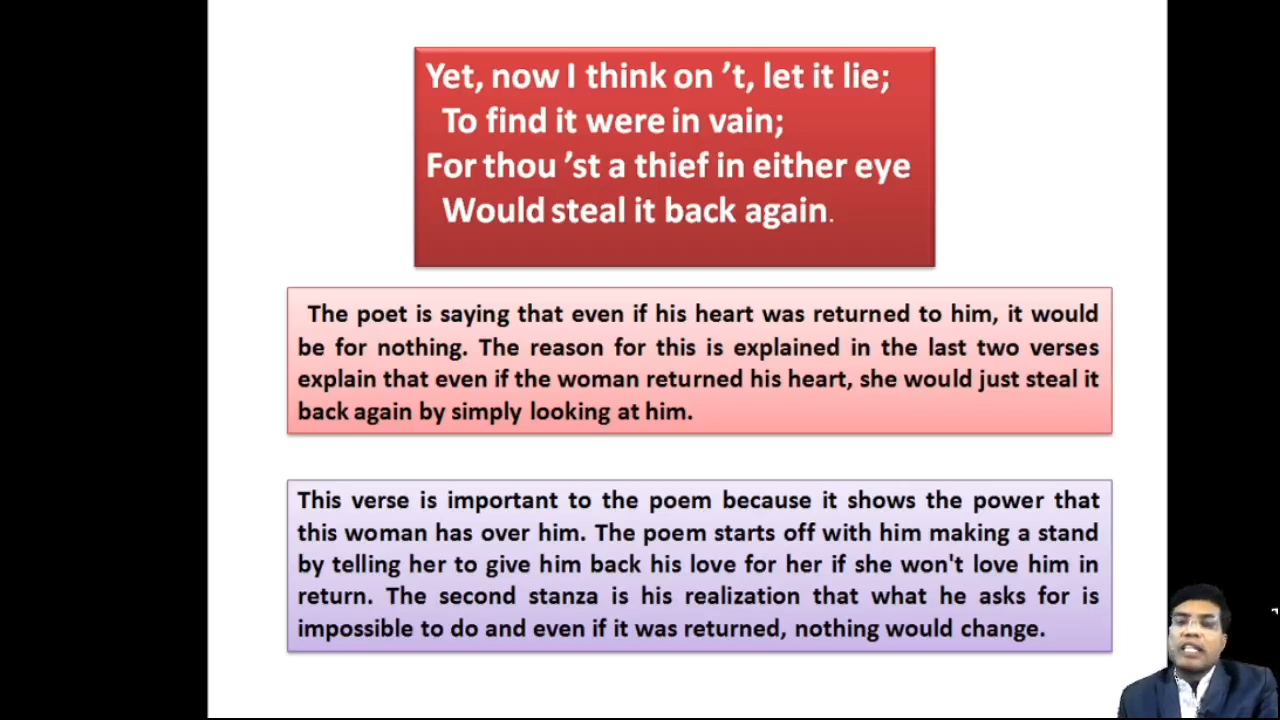 Yet, now I think on ’t, let it lie;
To find it were in vain;
For thou ’st a thief in either eye
Would steal it back again.
The poet is saying that even if his heart was returned to him, it would
be for nothing. The reason for this is explained in the last two verses
explain that even if the woman returned his heart, she would just steal it
back again by simply looking at him.
This verse is important to the poem because it shows the power that
this woman has over him. The poem starts off with him making a stand
by telling her to give him back his love for her if she won't love him in
return. The second stanza is his realization that what he asks for is
impossible to do and even if it was returned, nothing would change.